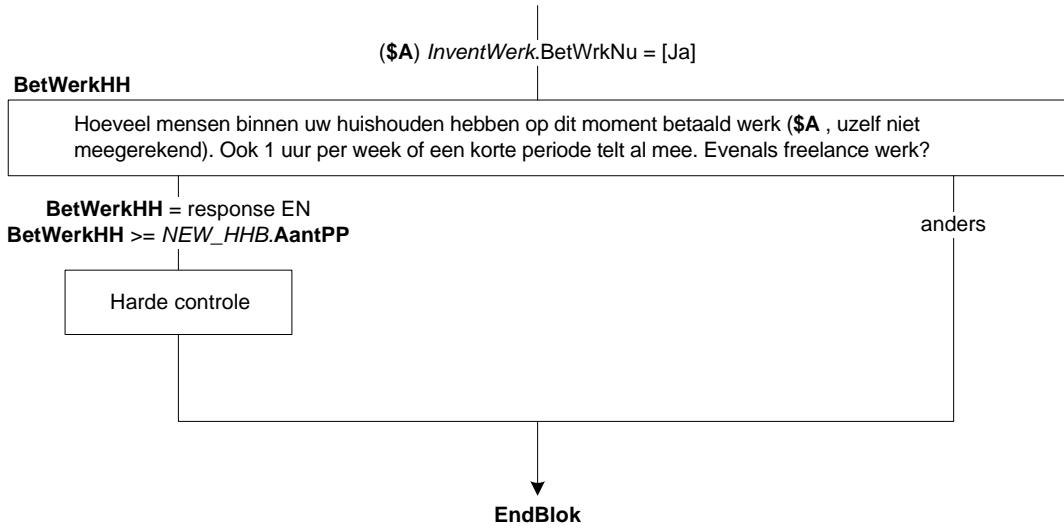 ($A) InventWerk.BetWrkNu = [Ja]
BetWerkHH
Hoeveel mensen binnen uw huishouden hebben op dit moment betaald werk ($A , uzelf niet
meegerekend). Ook 1 uur per week of een korte periode telt al mee. Evenals freelance werk?
BetWerkHH = response EN
BetWerkHH >= NEW_HHB.AantPP
anders
Harde controle
EndBlok